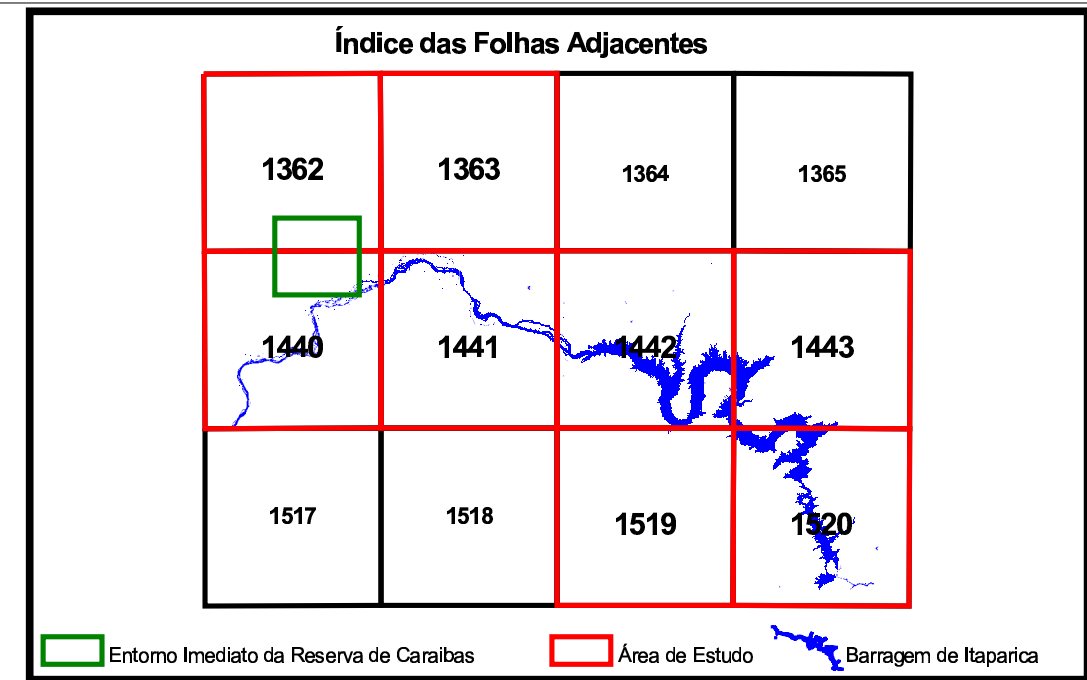 Índice das Folhas Adjacentes
1362 1363 1364 1365
1440 1441 1442 1443
1517 1518 1519 1520
Entorno Imediato da Reserva de Caraibas Área de Estudo Barragem de Itaparica